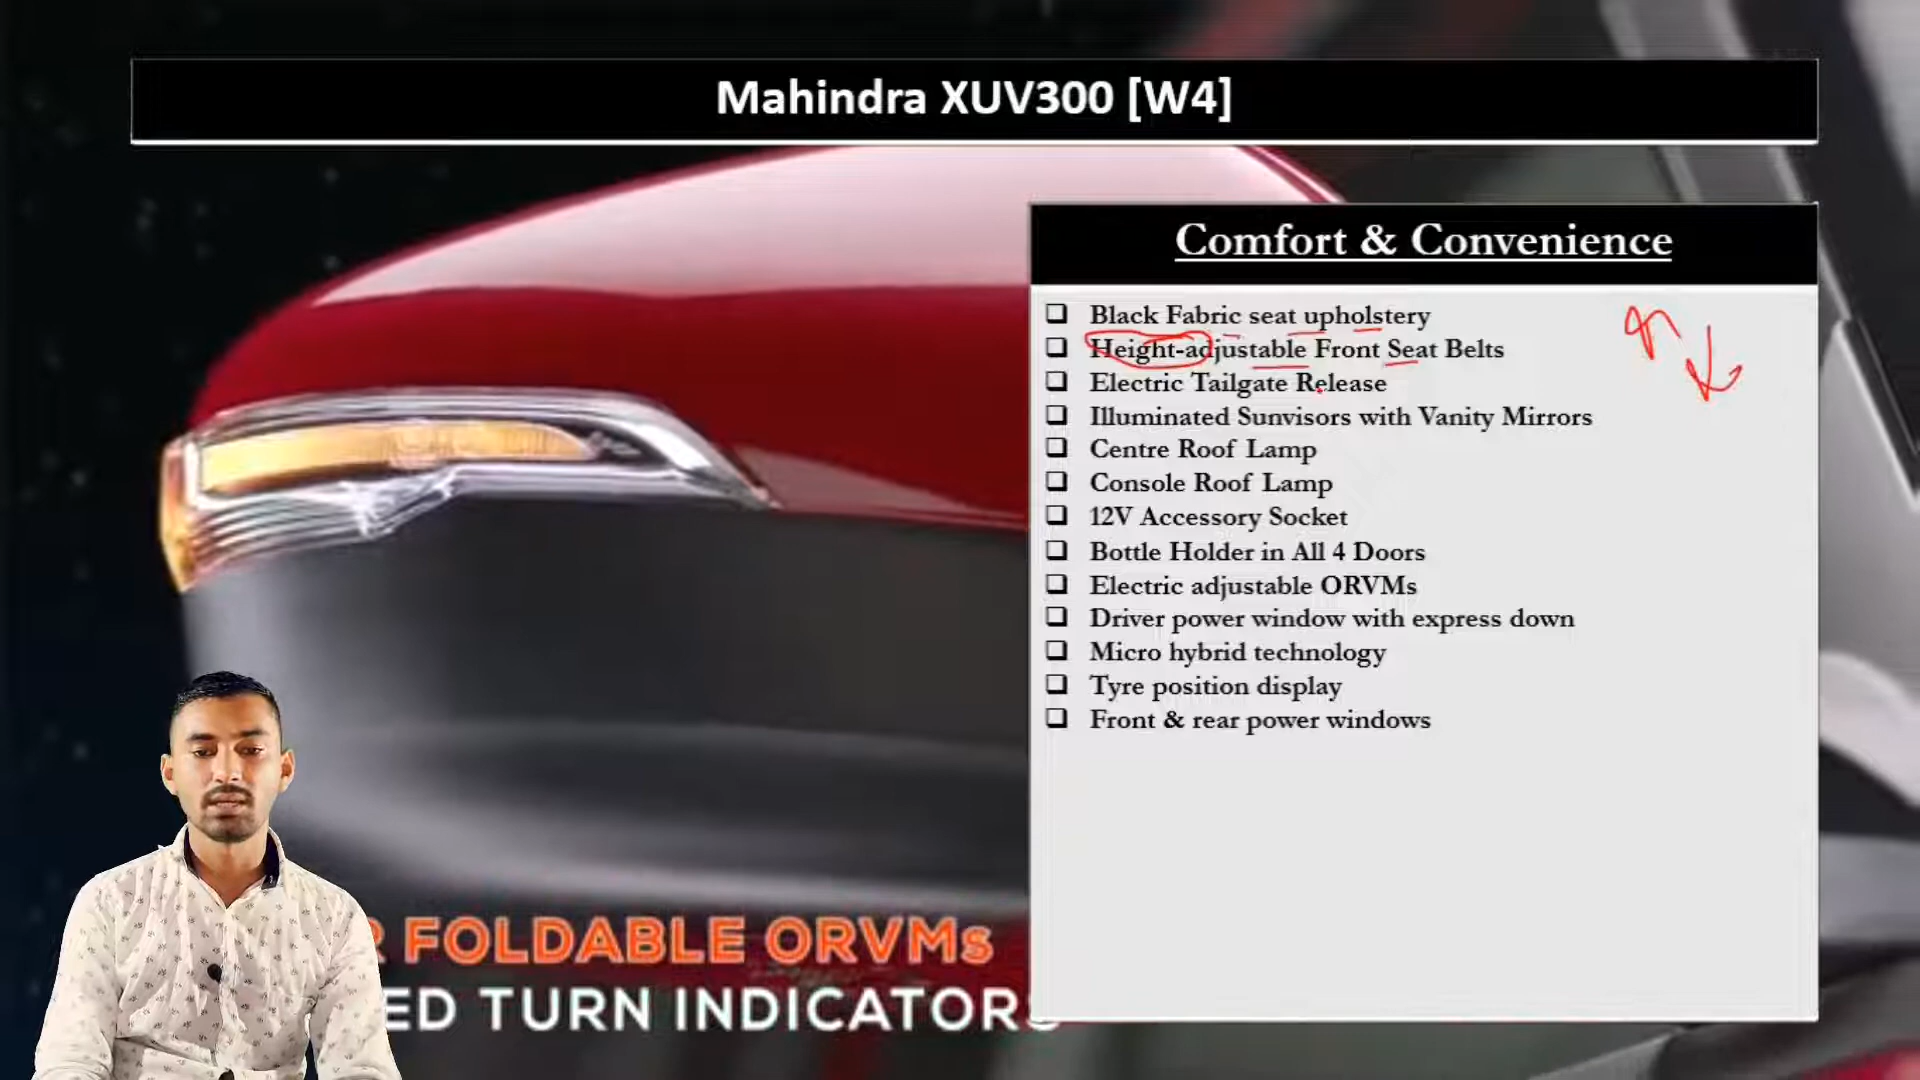 Mahindra XUV300 [W4]
Comfort & Convenience
Black Fabric seat upholstery
Height-adjustable Front Seat Belts
Electric Tailgate Release
Illuminated Sunvisors with Vanity Mirrors
Centre Roof Lamp
Console Roof Lamp
12V Accessory Socket
Bottle Holder in All 4 Doors
Electric adjustable ORVMs
Driver power window with express down
Micro hybrid technology
Tyre position display
Front & rear power windows
R FOLDABLE ORVMs
ED TURN INDICATORS